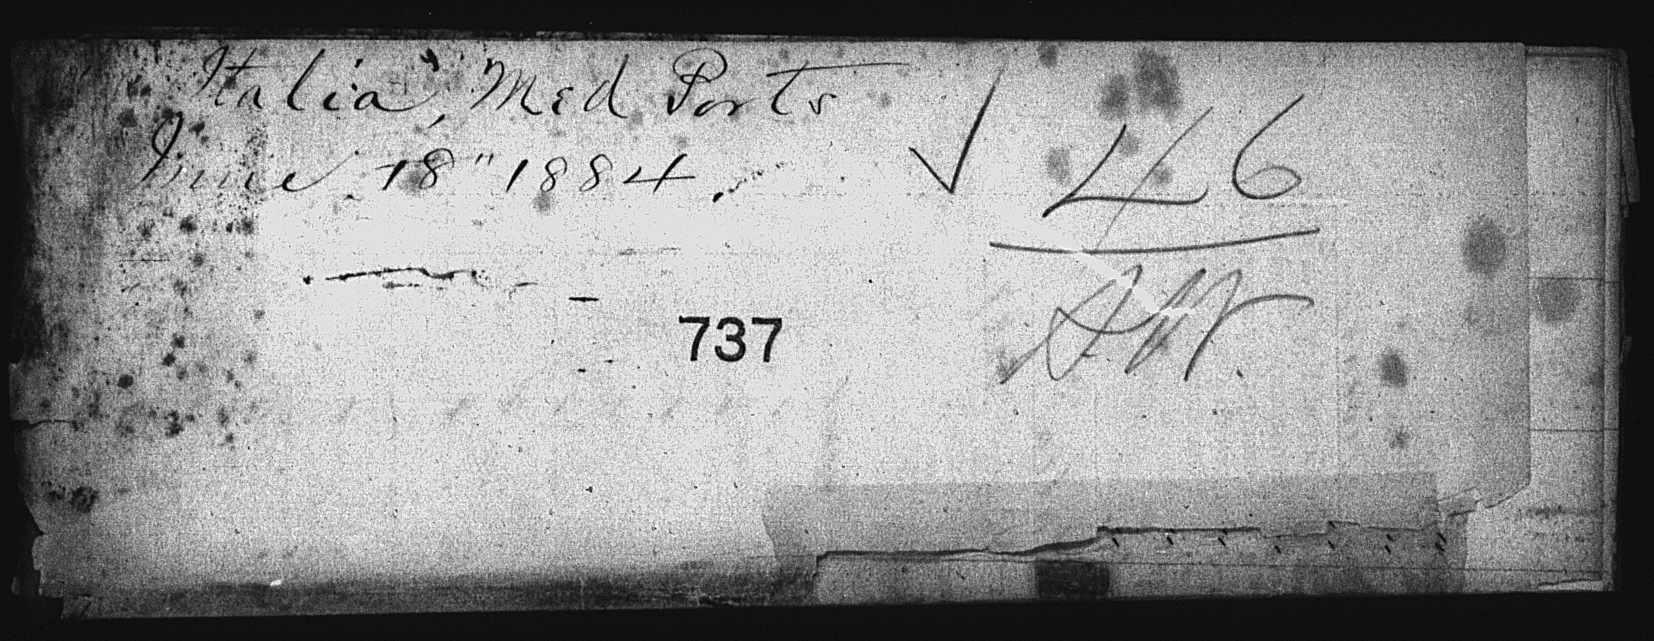 Italia, Med Ports
June 18" 1884.
46
737